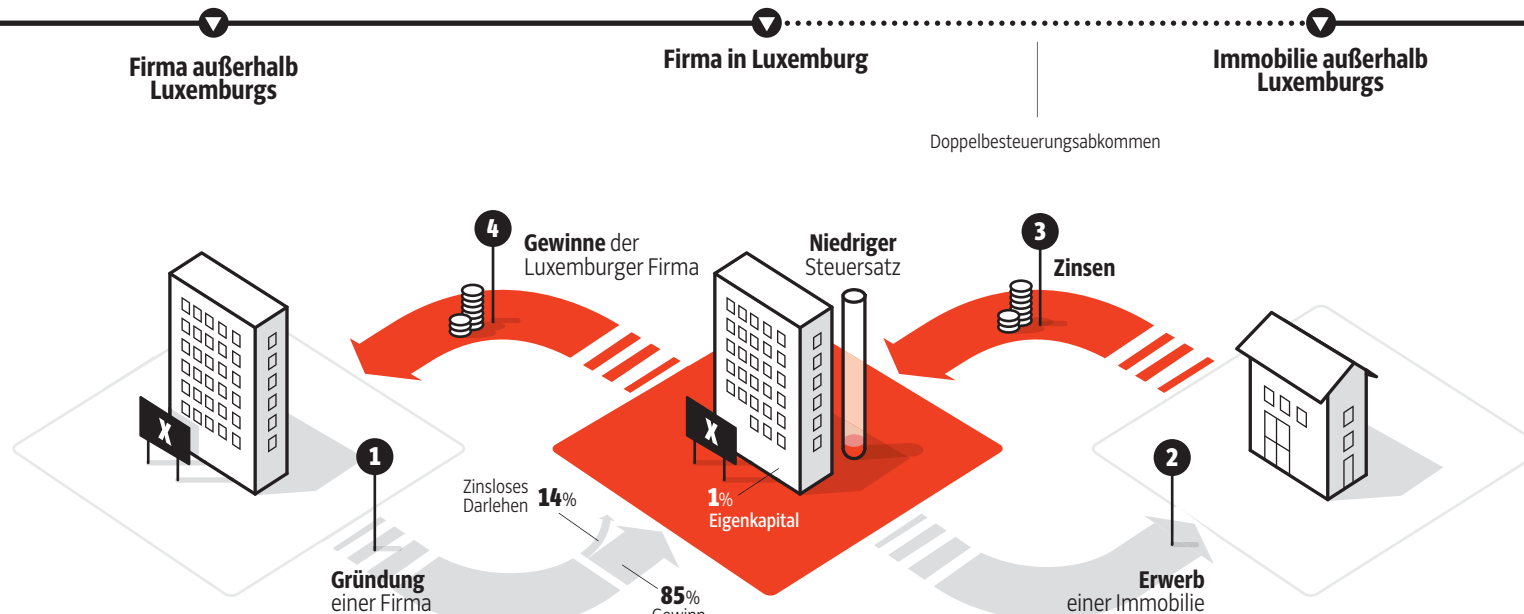 Firma außerhalb
Luxemburgs
Firma in Luxemburg
Immobilie außerhalb
Luxemburgs
Doppelbesteuerungsabkommen
4
Gewinne der
Luxemburger Firma
Niedriger
Steuersatz
3
Zinsen
X
X
1
2
Zinsloses
Darlehen 14%
1%
Eigenkapital
Gründung
einer Firma
85%
Gewinn
Erwerb
einer Immobilie